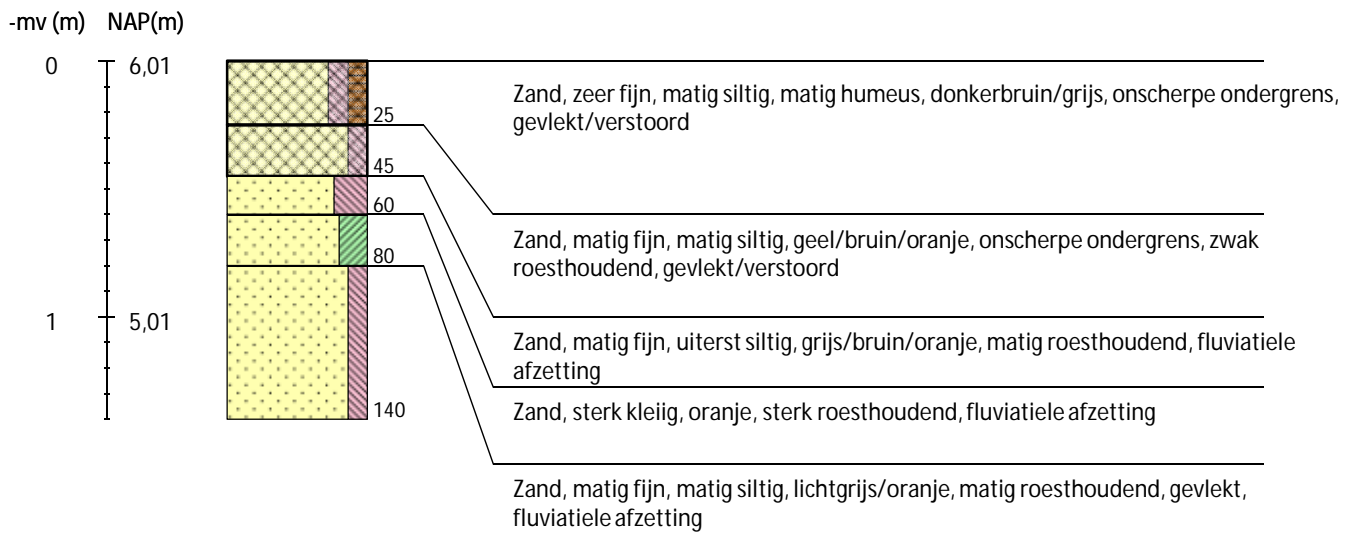 -mv (m) NAP(m)
0 6,01
Zand, zeer fijn, matig siltig, matig humeus, donkerbruin/grijs, onscherpe ondergrens,
gevlekt/verstoord
25
45
60
Zand, matig fijn, matig siltig, geel/bruin/oranje, onscherpe ondergrens, zwak
roesthoudend, gevlekt/verstoord
80
1 5,01
Zand, matig fijn, uiterst siltig, grijs/bruin/oranje, matig roesthoudend, fluviatiele
afzetting
140
Zand, sterk kleiig, oranje, sterk roesthoudend, fluviatiele afzetting
Zand, matig fijn, matig siltig, lichtgrijs/oranje, matig roesthoudend, gevlekt,
fluviatiele afzetting